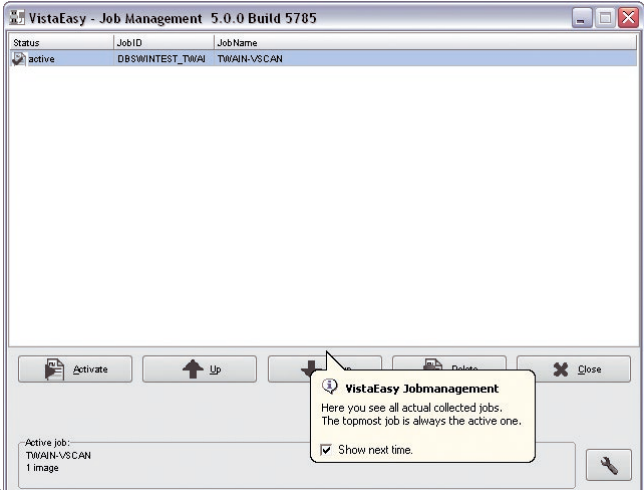 VistaEasy - Job Management 5.0.0 Build 5785
Status JobID JobName
active DBSWINTEST_TWAI TWAIN-VSCAN
Activate Up Delete Close
VistaEasy Jobmanagement
Here you see all actual collected jobs.
The topmost job is always the active one.
Show next time.
Active job:
TWAIN-VSCAN
1 image